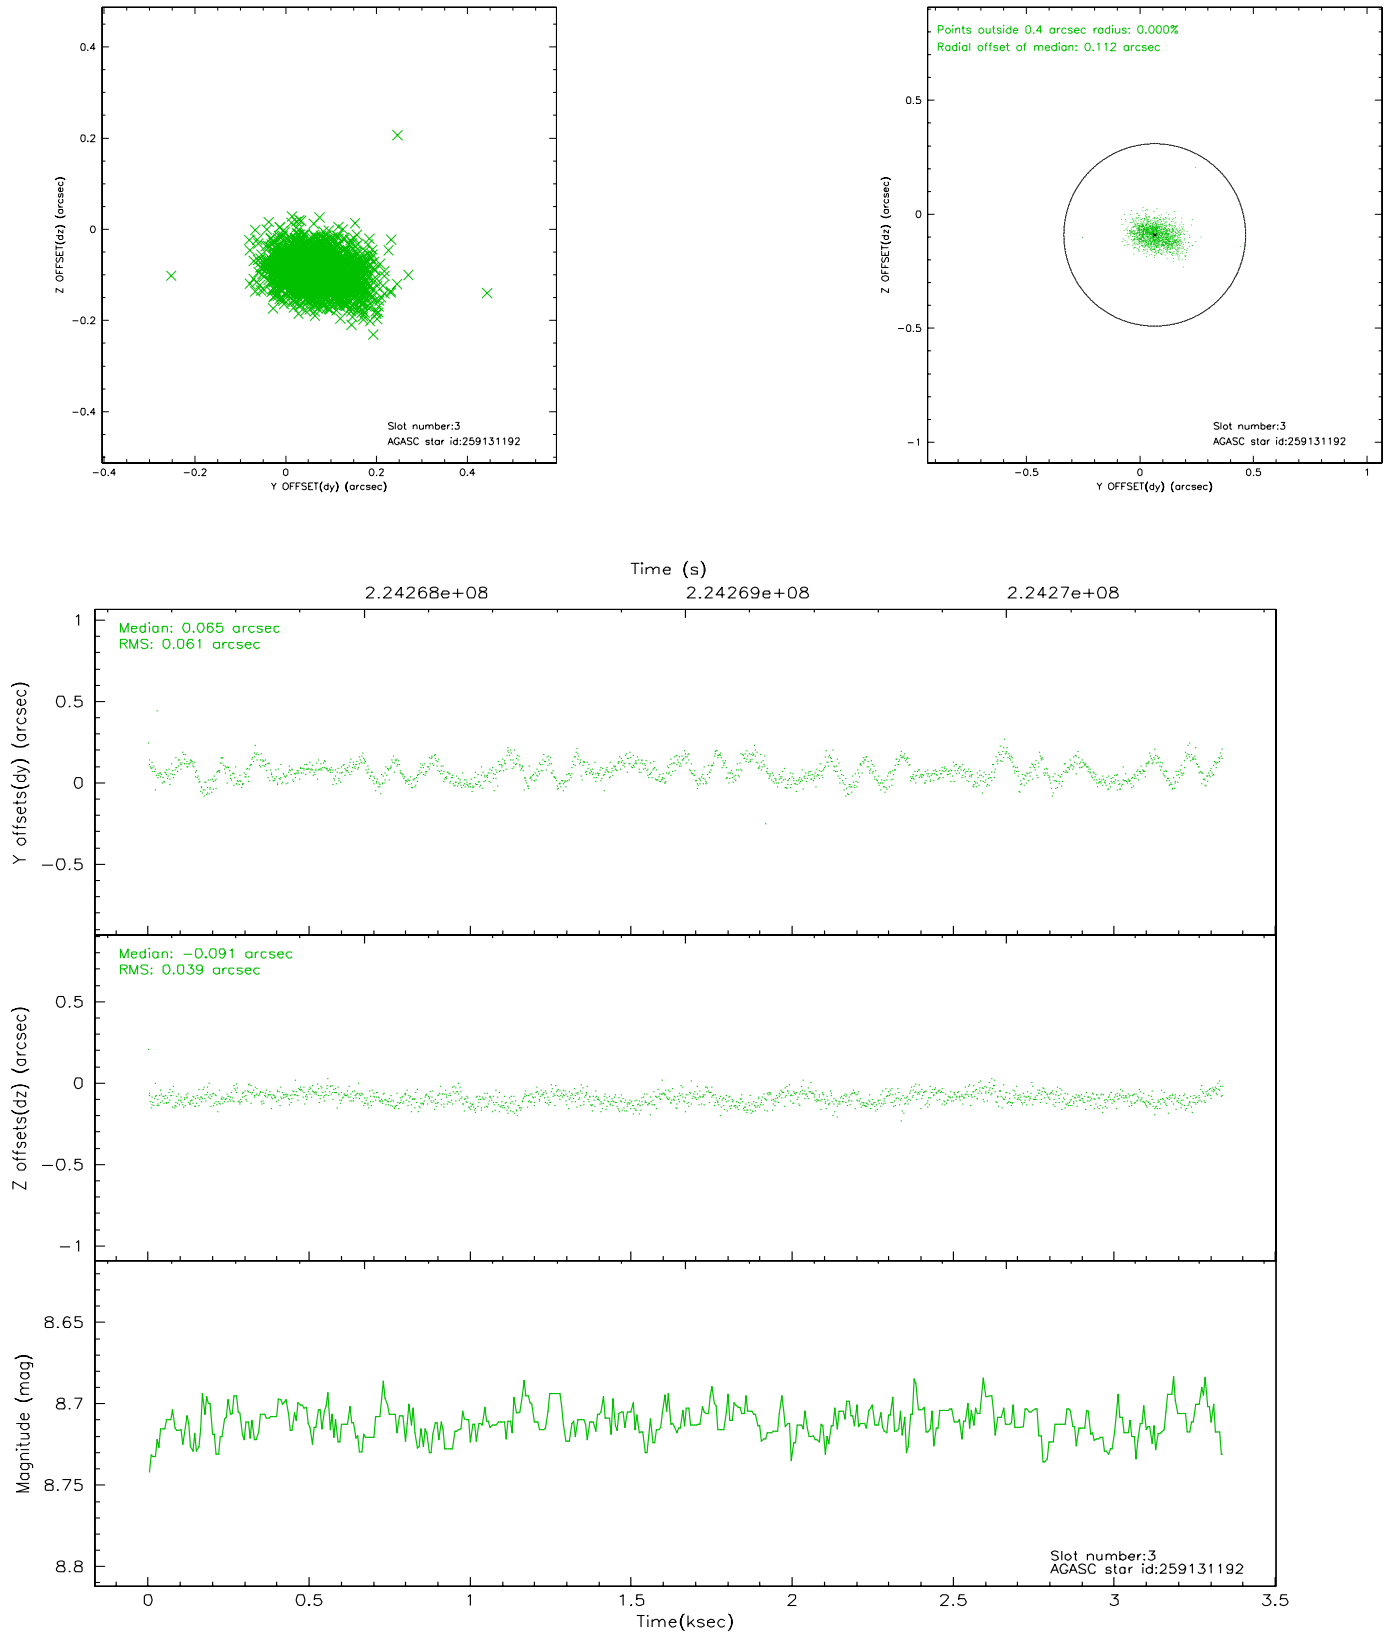 0.4
0.2
0
−0.2
−0.4
Z OFFSET(dz) (arcsec)
Slot number:3
AGASC star id:259131192
−0.4 −0.2 0 0.2 0.4
Y OFFSET(dy) (arcsec)
Points outside 0.4 arcsec radius: 0.000%
Radial offset of median: 0.112 arcsec
0.5
0
−0.5
−1
Z OFFSET(dz) (arcsec)
Slot number:3
AGASC star id:259131192
−0.5 0 0.5 1
Y OFFSET(dy) (arcsec)
Time (s)
2.24268e+08 2.24269e+08 2.2427e+08
Median: 0.065 arcsec
RMS: 0.061 arcsec
1
0.5
0
−0.5
Y offsets(dy) (arcsec)
Median: −0.091 arcsec
RMS: 0.039 arcsec
0.5
0
−0.5
−1
Z offsets(dz) (arcsec)
8.65
8.7
8.75
8.8
Magnitude (mag)
Slot number:3
AGASC star id:259131192
0 0.5 1 1.5 2 2.5 3 3.5
Time(ksec)